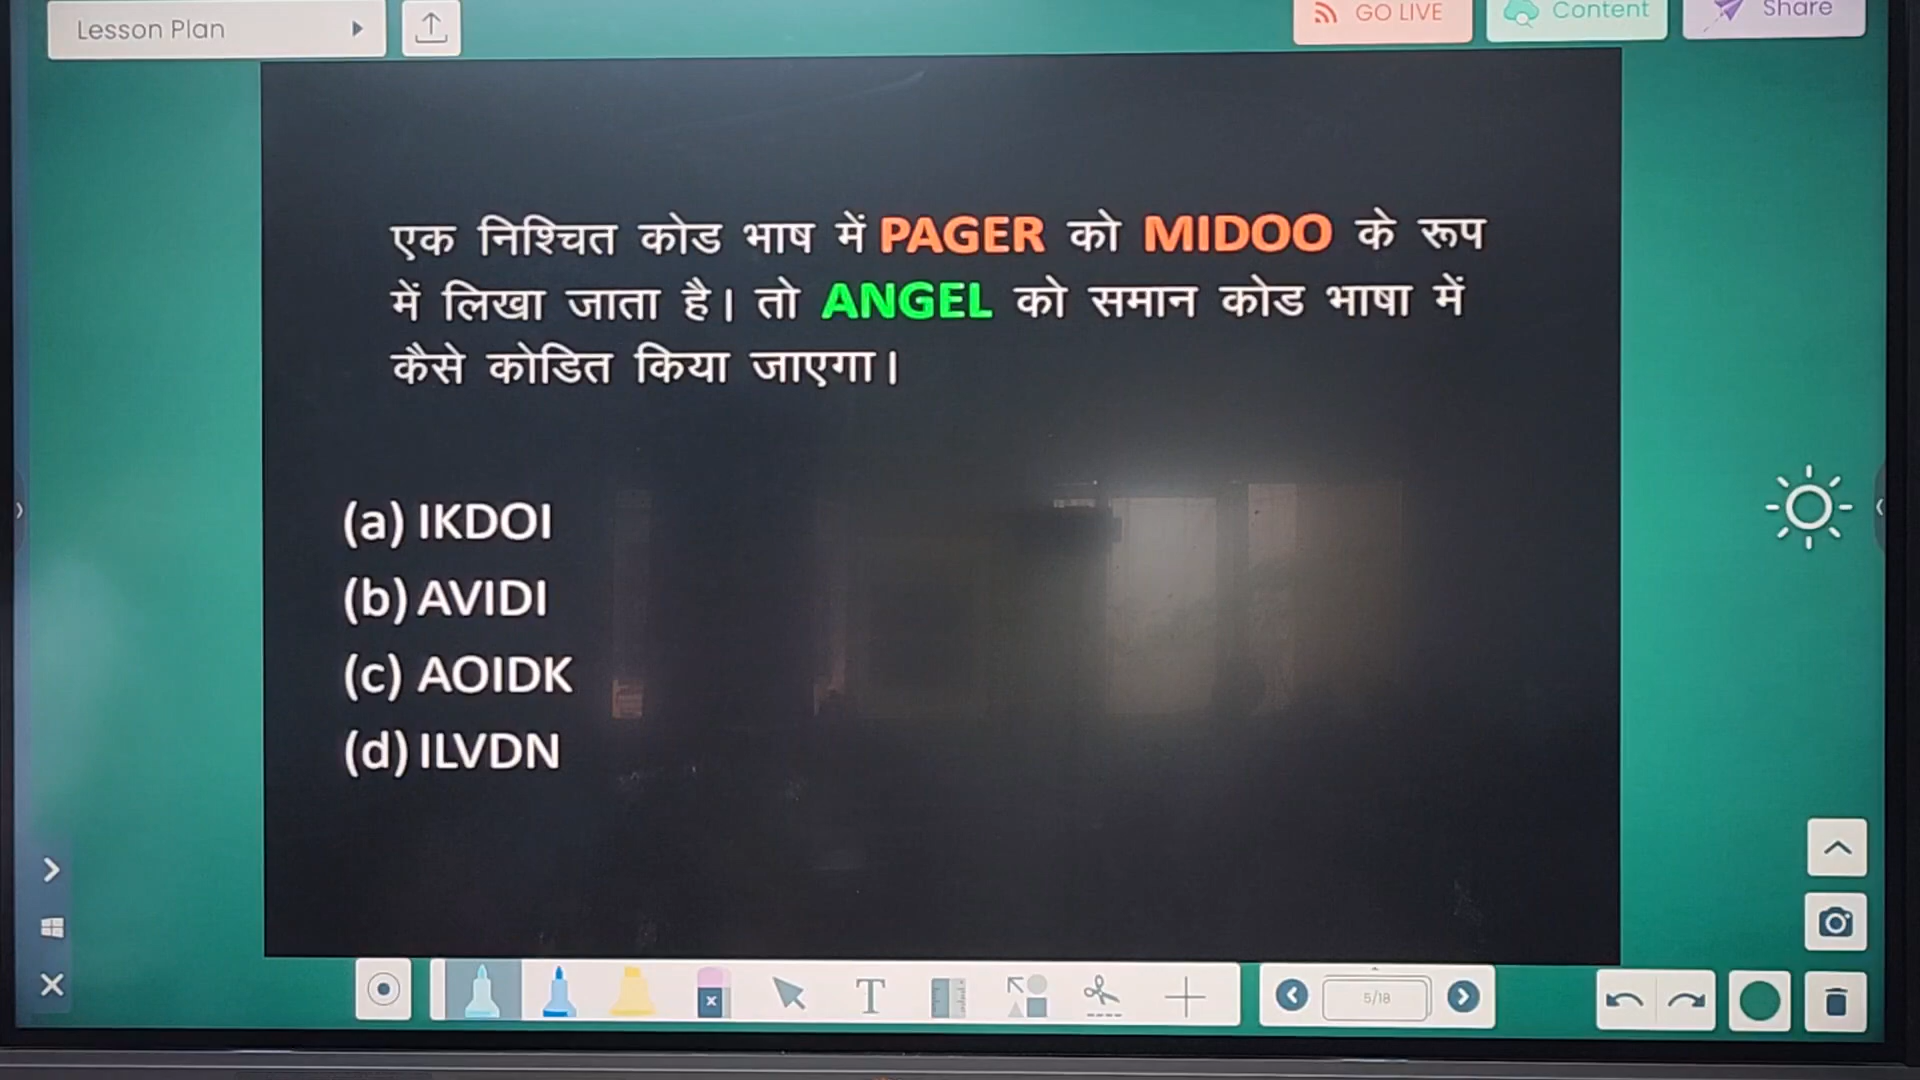 Lesson Plan
GO LIVE
Content
Share
एक निश्चित कोड भाष में PAGER को MIDOO के रूप
में लिखा जाता है। तो ANGEL को समान कोड भाषा में
कैसे कोडित किया जाएगा।
(a) IKDOI
(b) AVIDI
(c) AOIDK
(d) ILVDN
T
5/18